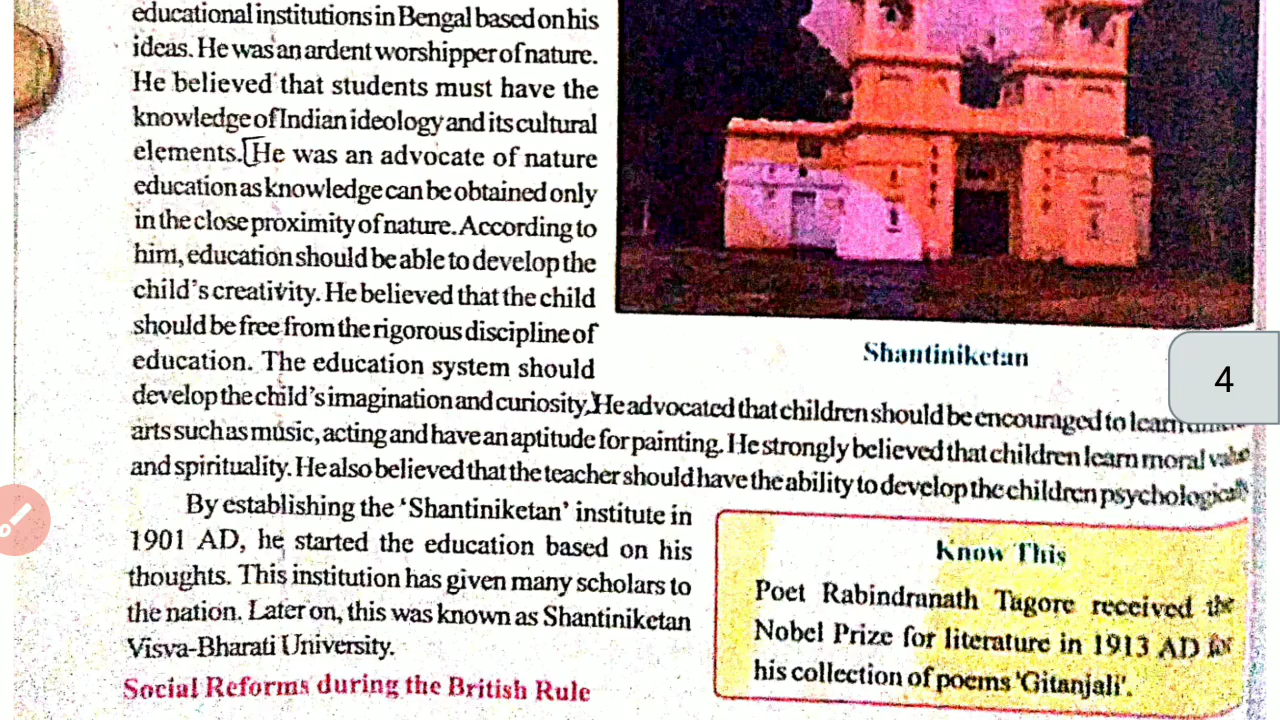 educational institutions in Bengal based on his
ideas. He was an ardent worshipper of nature.
He believed that students must have the
knowledge of Indian ideology and its cultural
elements. He was an advocate of nature
education as knowledge can be obtained only
in the close proximity of nature. According to
him, education should be able to develop the
child's creativity. He believed that the child
should be free from the rigorous discipline of
education. The education system should
develop the child's imagination and curiosity. He advocated that children should be encouraged to learn
arts such as music, acting and have an aptitude for painting. He strongly believed that children learn moral
and spirituality. He also believed that the teacher should have the ability to develop the children
Shantiniketan
4
By establishing the 'Shantiniketan' institute in
1901 AD, he started the education based on his
thoughts. This institution has given many scholars to
the nation. Later on, this was known as Shantiniketan
Visva-Bharati University.
Know This
Poet Rabindranath Tagore received the
Nobel Prize for literature in 1913 AD for
his collection of poems 'Gitanjali'.
Social Reforms during the British Rule